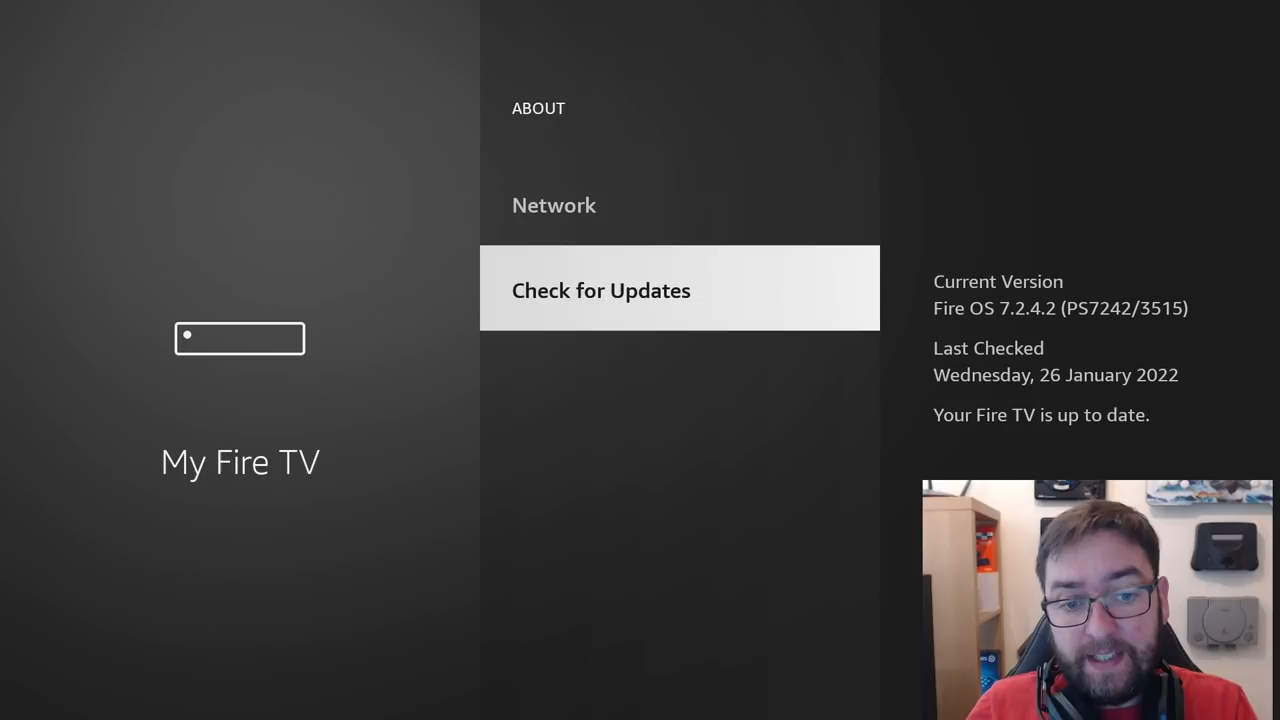 ABOUT
Network
Check for Updates
My Fire TV
Current Version
Fire OS 7.2.4.2 (PS7242/3515)
Last Checked
Wednesday, 26 January 2022
Your Fire TV is up to date.